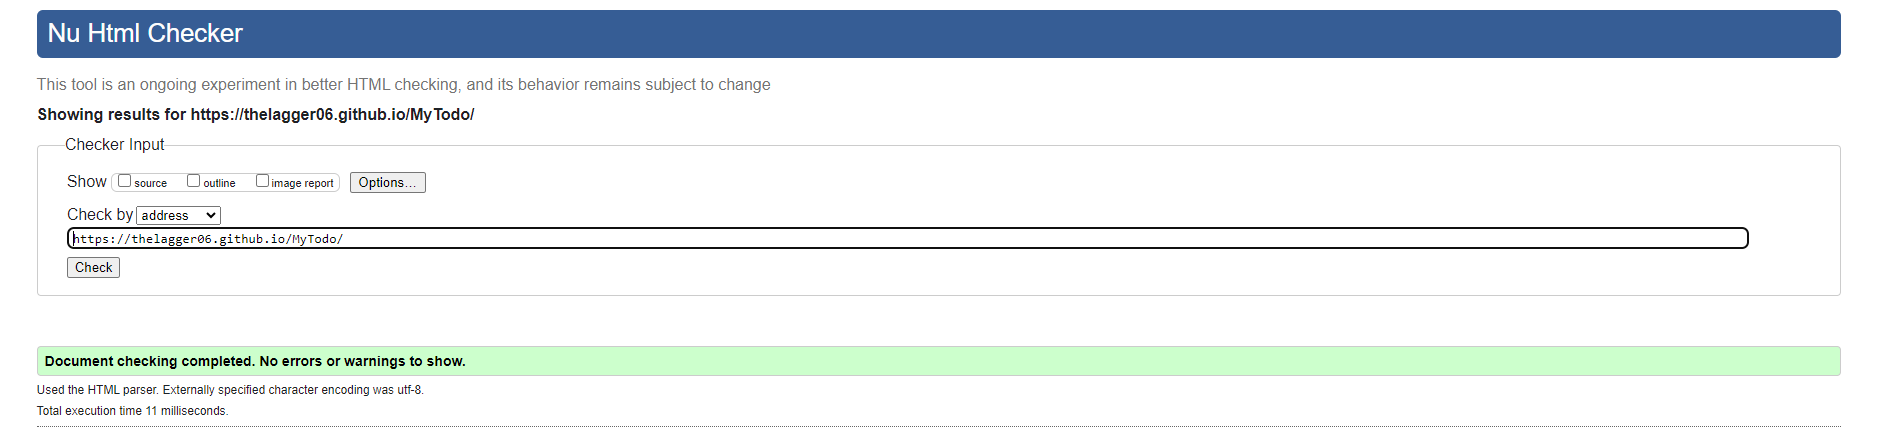 Nu Html Checker
This tool is an ongoing experiment in better HTML checking, and its behavior remains subject to change
Showing results for https://thelagger06.github.io/MyTodo/
Checker Input
Show source outline image report Options...
Check by address
https://thelagger06.github.io/MyTodo/
Check
Document checking completed. No errors or warnings to show.
Used the HTML parser. Externally specified character encoding was utf-8.
Total execution time 11 milliseconds.